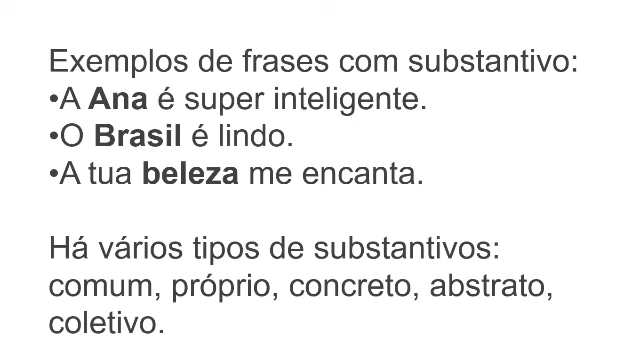 Exemplos de frases com substantivo:
•A Ana é super inteligente.
•O Brasil é lindo.
•A tua beleza me encanta.
Há vários tipos de substantivos:
comum, próprio, concreto, abstrato,
coletivo.